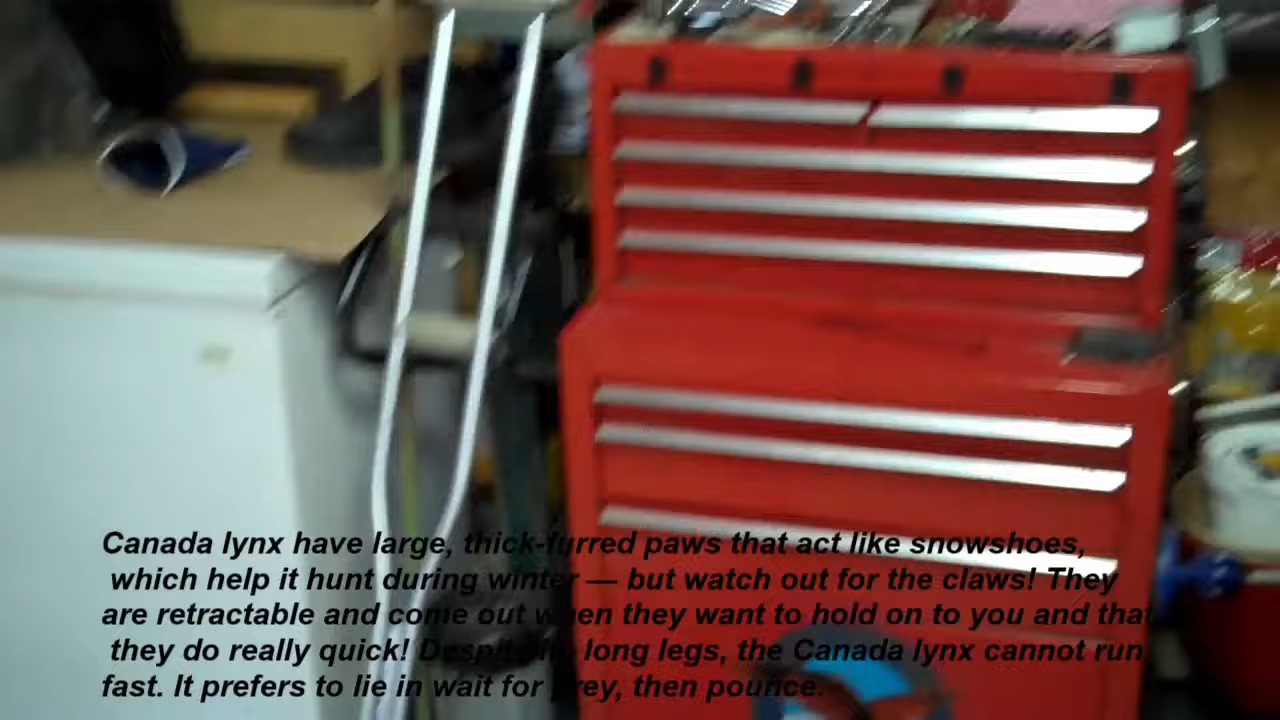 Canada lynx have large, thick-furred paws that act like snowshoes,
which help it hunt during winter — but watch out for the claws! They
are retractable and come out when they want to hold on to you and that
they do really quick! Despite its long legs, the Canada lynx cannot run
fast. It prefers to lie in wait for prey, then pounce.